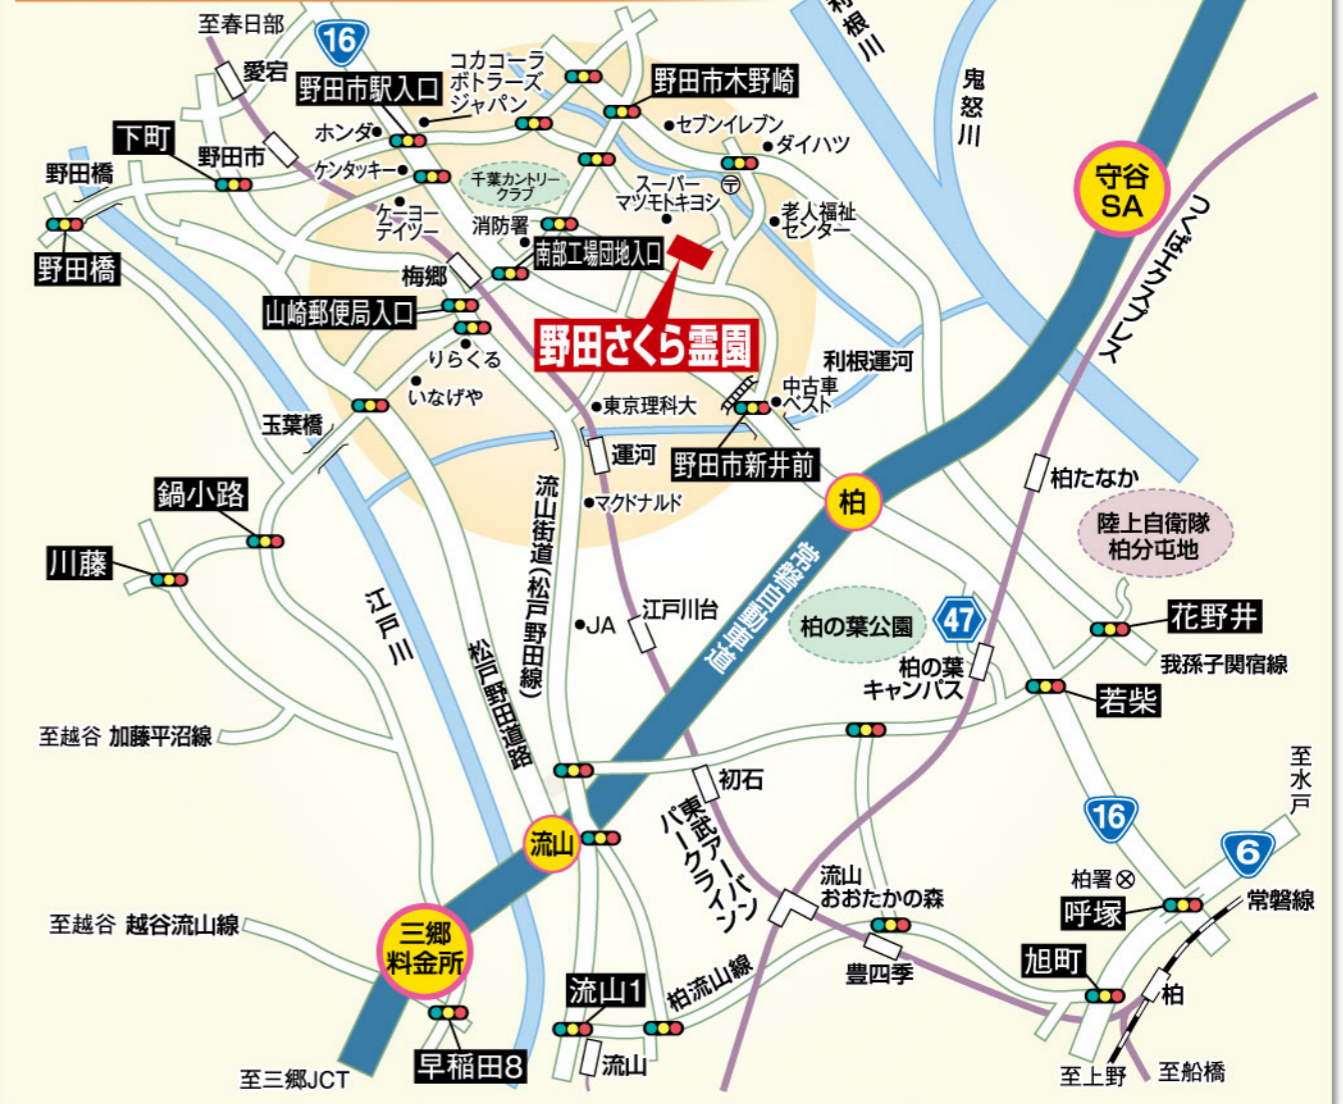 至春日部
16
愛宕
野田市駅入口
コカコーラ
ボトラーズ
ジャパン
野田市木野崎
利根川
鬼怒川
下町
野田市
ホンダ
セブンイレブン
ダイハツ
守谷
SA
野田橋
ケンタッキー
千葉カントリー
クラブ
スーパー
マツモトキヨシ
〒
つくばエクスプレス
ケーヨー
デイツー
消防署
老人福祉
センター
野田橋
梅郷
南部工場団地入口
山崎郵便局入口
野田さくら霊園
りらくる
利根運河
いなげや
中古車
ベスト
東京理科大
玉葉橋
運河
野田市新井前
柏たなか
鍋小路
流山街道(松戸野田線)
マクドナルド
柏
陸上自衛隊
柏分屯地
川藤
常磐自動車道
江戸川
JA
江戸川台
柏の葉公園
47
花野井
柏の葉
キャンパス
我孫子関宿線
松戸野田道路
若柴
至越谷 加藤平沼線
初石
至水戸
東武アーバン
パークライン
16
6
流山
流山
おおたかの森
柏署
呼塚
常磐線
至越谷 越谷流山線
三郷
料金所
豊四季
旭町
柏
流山1
柏流山線
早稲田8
流山
至三郷JCT
至上野
至船橋